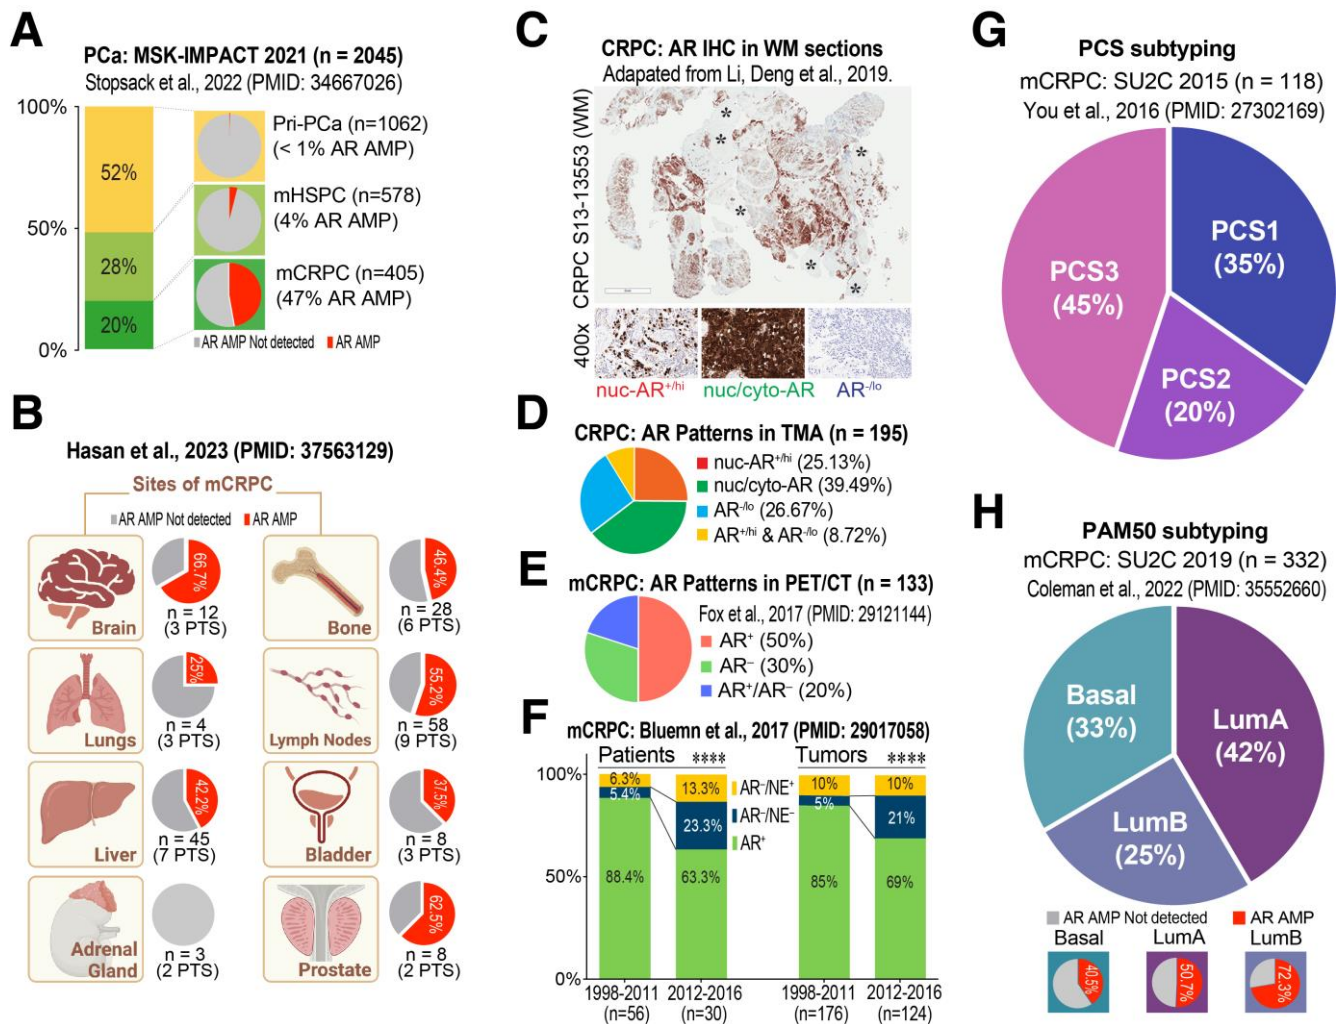 A
PCa: MSK-IMPACT 2021 (n = 2045)
Stopsack et al., 2022 (PMID: 34667026)
100%
50%
0%
52%
28%
20%
Pri-PCa (n=1062)
(< 1% AR AMP)
mHSPC (n=578)
(4% AR AMP)
mCRPC (n=405)
(47% AR AMP)
AR AMP Not detected AR AMP
B
Hasan et al., 2023 (PMID: 37563129)
Sites of mCRPC
AR AMP Not detected AR AMP
Brain
66.7%
n = 12
(3 PTS)
Bone
46.4%
n = 28
(6 PTS)
Lungs
25%
n = 4
(3 PTS)
Lymph Nodes
55.2%
n = 58
(9 PTS)
Liver
42.2%
n = 45
(7 PTS)
Bladder
37.5%
n = 8
(3 PTS)
Adrenal
Gland
n = 3
(2 PTS)
Prostate
62.5%
n = 8
(2 PTS)
C
CRPC: AR IHC in WM sections
Adapated from Li, Deng et al., 2019.
CRPC S13-13553 (WM)
*
*
*
*
*
*
400x
nuc-AR+/hi nuc/cyto-AR AR-/lo
D
CRPC: AR Patterns in TMA (n = 195)
nuc-AR+/hi (25.13%)
nuc/cyto-AR (39.49%)
AR-/lo (26.67%)
AR+/hi & AR-/lo (8.72%)
E
mCRPC: AR Patterns in PET/CT (n = 133)
Fox et al., 2017 (PMID: 29121144)
AR+ (50%)
AR– (30%)
AR+/AR– (20%)
F
mCRPC: Bluemn et al., 2017 (PMID: 29017058)
Patients **** Tumors ****
100%
50%
0%
6.3%
5.4%
88.4%
13.3%
23.3%
63.3%
AR–/NE+
AR–/NE–
AR+
10%
5%
85%
10%
21%
69%
1998-2011
(n=56)
2012-2016
(n=30)
1998-2011
(n=176)
2012-2016
(n=124)
G
PCS subtyping
mCRPC: SU2C 2015 (n = 118)
You et al., 2016 (PMID: 27302169)
PCS1
(35%)
PCS2
(20%)
PCS3
(45%)
H
PAM50 subtyping
mCRPC: SU2C 2019 (n = 332)
Coleman et al., 2022 (PMID: 35552660)
Basal
(33%)
LumA
(42%)
LumB
(25%)
AR AMP Not detected AR AMP
Basal LumA LumB
40.5% 50.7% 72.3%